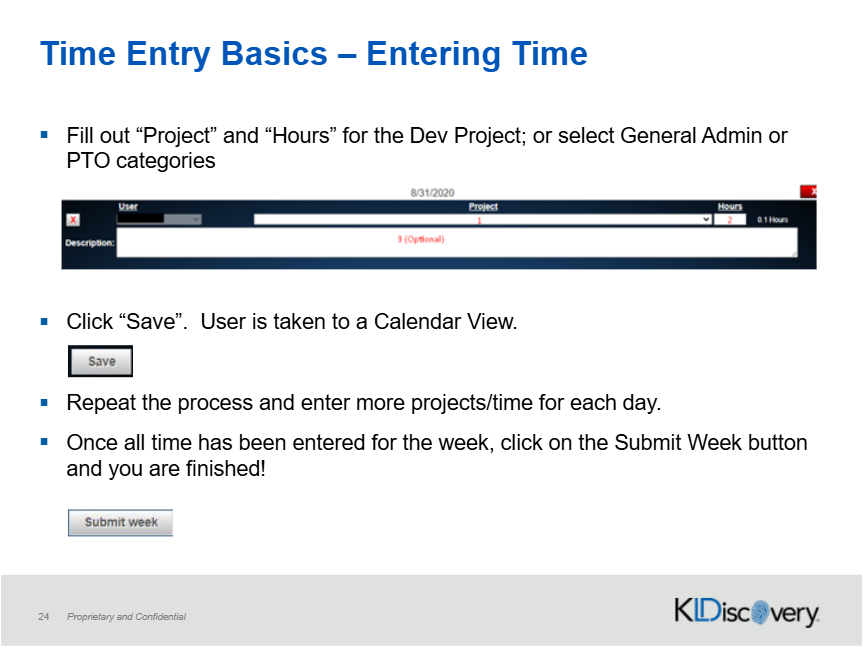 Time Entry Basics – Entering Time
▪ Fill out “Project” and “Hours” for the Dev Project; or select General Admin or
PTO categories
8/31/2020
X
User Project Hours
X 1 2 0.1 Hours
Description: 3 (Optional)
▪ Click “Save”.  User is taken to a Calendar View.
Save
▪ Repeat the process and enter more projects/time for each day.
▪ Once all time has been entered for the week, click on the Submit Week button
and you are finished!
Submit week
24 Proprietary and Confidential
KLDiscovery